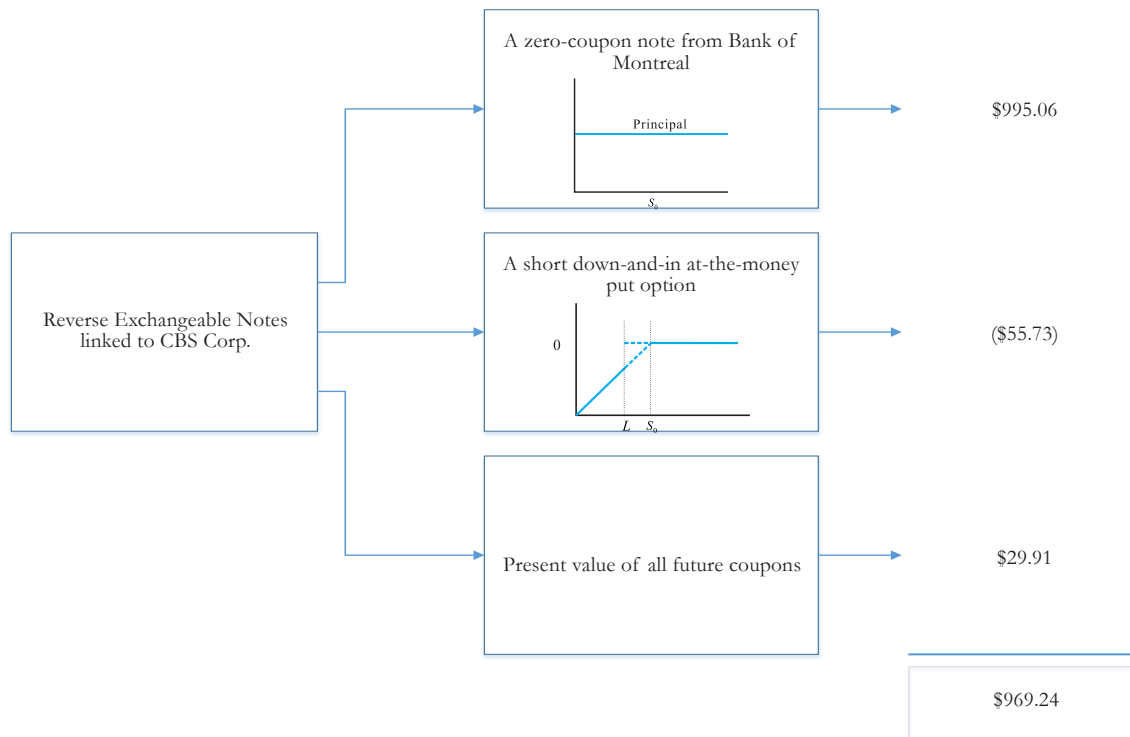 A zero-coupon note from Bank of
Montreal
Principal
S₀
$995.06
Reverse Exchangeable Notes
linked to CBS Corp.
A short down-and-in at-the-money
put option
0
L S₀
($55.73)
Present value of all future coupons
$29.91
$969.24